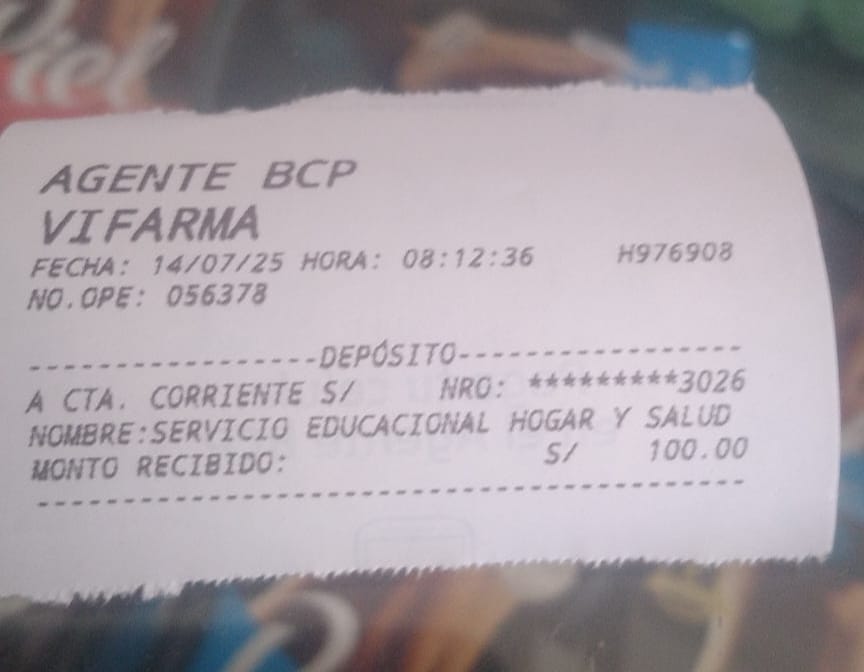 AGENTE BCP
VIFARMA
FECHA: 14/07/25 HORA: 08:12:36 H976908
NO.OPE: 056378
-----------------DEPÓSITO-----------------
A CTA. CORRIENTE S/ NRO: *********3026
NOMBRE:SERVICIO EDUCACIONAL HOGAR Y SALUD
MONTO RECIBIDO: S/ 100.00
------------------------------------------